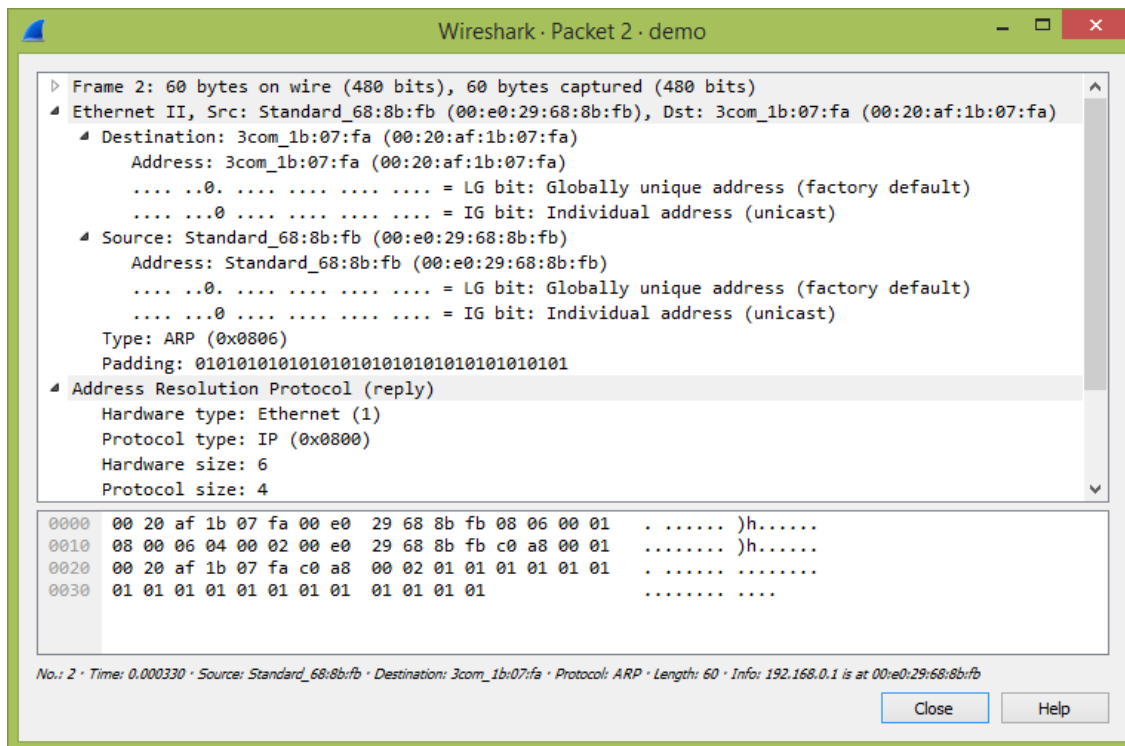 Wireshark · Packet 2 · demo
Frame 2: 60 bytes on wire (480 bits), 60 bytes captured (480 bits)
Ethernet II, Src: Standard_68:8b:fb (00:e0:29:68:8b:fb), Dst: 3com_1b:07:fa (00:20:af:1b:07:fa)
Destination: 3com_1b:07:fa (00:20:af:1b:07:fa)
Address: 3com_1b:07:fa (00:20:af:1b:07:fa)
.... ..0. .... .... .... .... = LG bit: Globally unique address (factory default)
.... ...0 .... .... .... .... = IG bit: Individual address (unicast)
Source: Standard_68:8b:fb (00:e0:29:68:8b:fb)
Address: Standard_68:8b:fb (00:e0:29:68:8b:fb)
.... ..0. .... .... .... .... = LG bit: Globally unique address (factory default)
.... ...0 .... .... .... .... = IG bit: Individual address (unicast)
Type: ARP (0x0806)
Padding: 010101010101010101010101010101010101
Address Resolution Protocol (reply)
Hardware type: Ethernet (1)
Protocol type: IP (0x0800)
Hardware size: 6
Protocol size: 4
0000 00 20 af 1b 07 fa 00 e0 29 68 8b fb 08 06 00 01 . ...... )h......
0010 08 00 06 04 00 02 00 e0 29 68 8b fb c0 a8 00 01 ........ )h......
0020 00 20 af 1b 07 fa c0 a8 00 02 01 01 01 01 01 01 . ...... ........
0030 01 01 01 01 01 01 01 01 01 01 01 01 ........ ....
No.: 2 · Time: 0.000330 · Source: Standard_68:8b:fb · Destination: 3com_1b:07:fa · Protocol: ARP · Length: 60 · Info: 192.168.0.1 is at 00:e0:29:68:8b:fb
Close Help